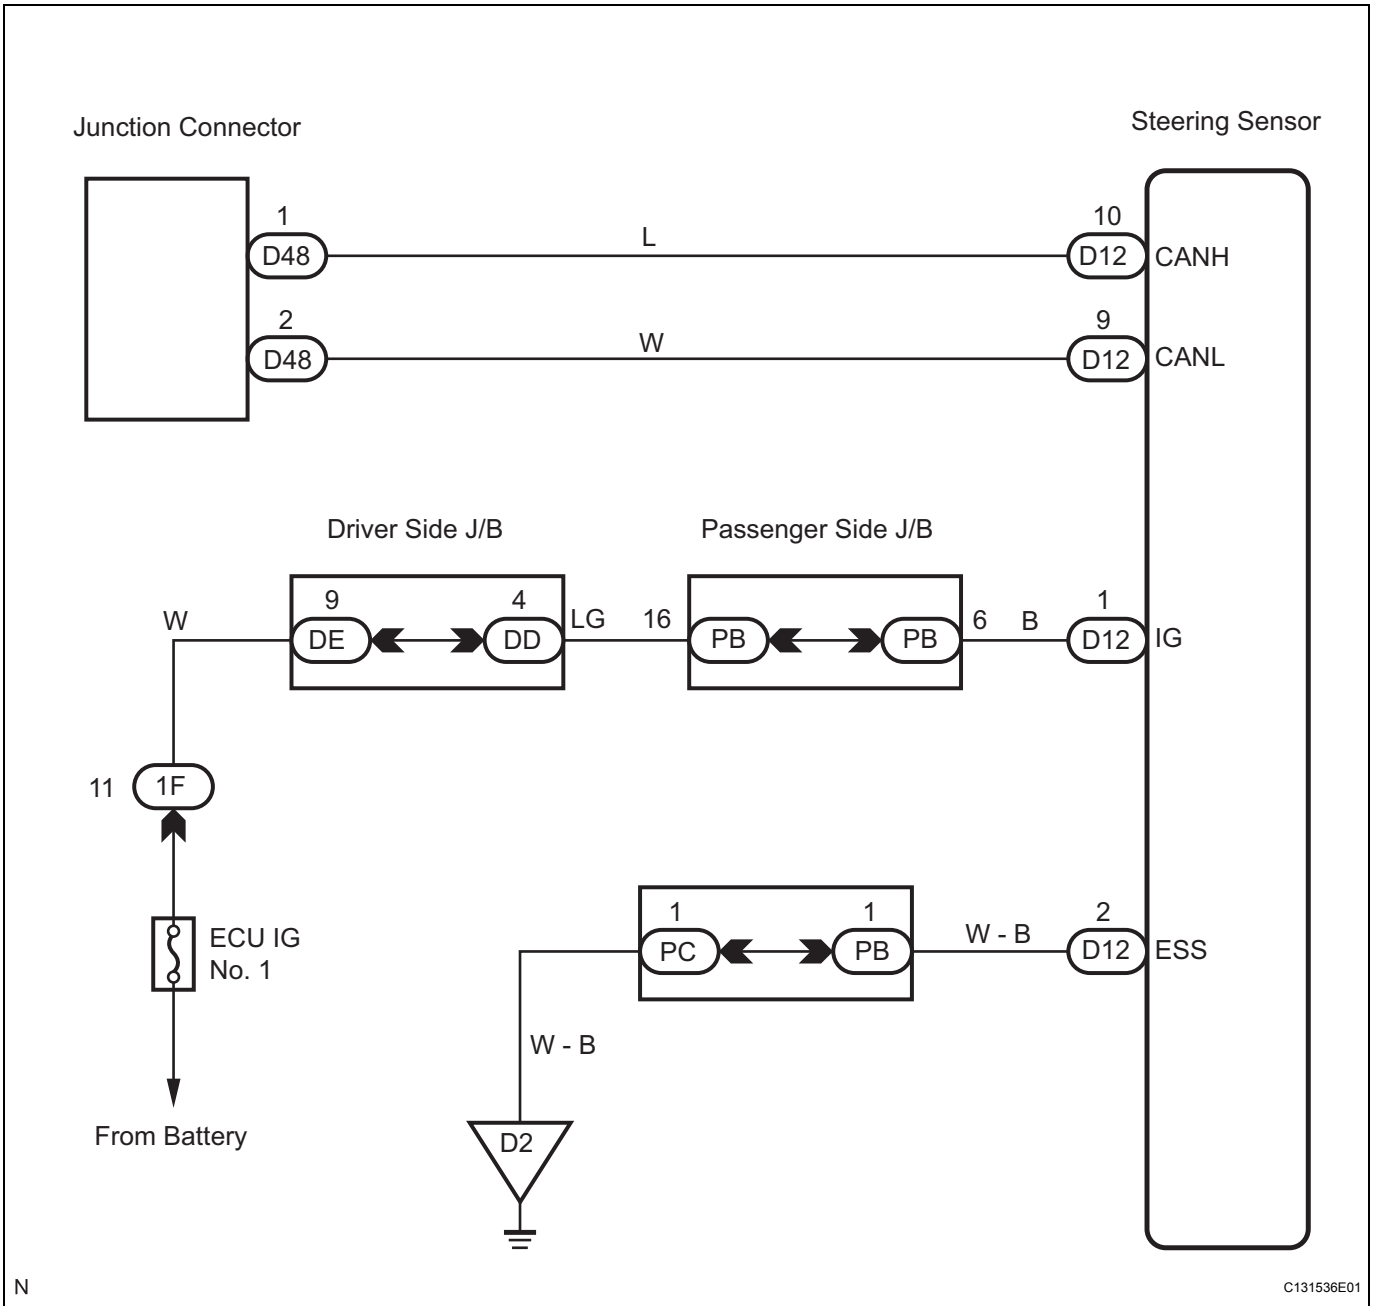 Junction Connector
Steering Sensor
1
L
10
D48
D12
CANH
2
W
9
D48
D12
CANL
Driver Side J/B
Passenger Side J/B
W
9
4
LG
16
6
B
1
DE
DD
PB
PB
D12
IG
11
1F
ECU IG
No. 1
1
1
W - B
2
PC
PB
D12
ESS
W - B
From Battery
D2
N
C131536E01